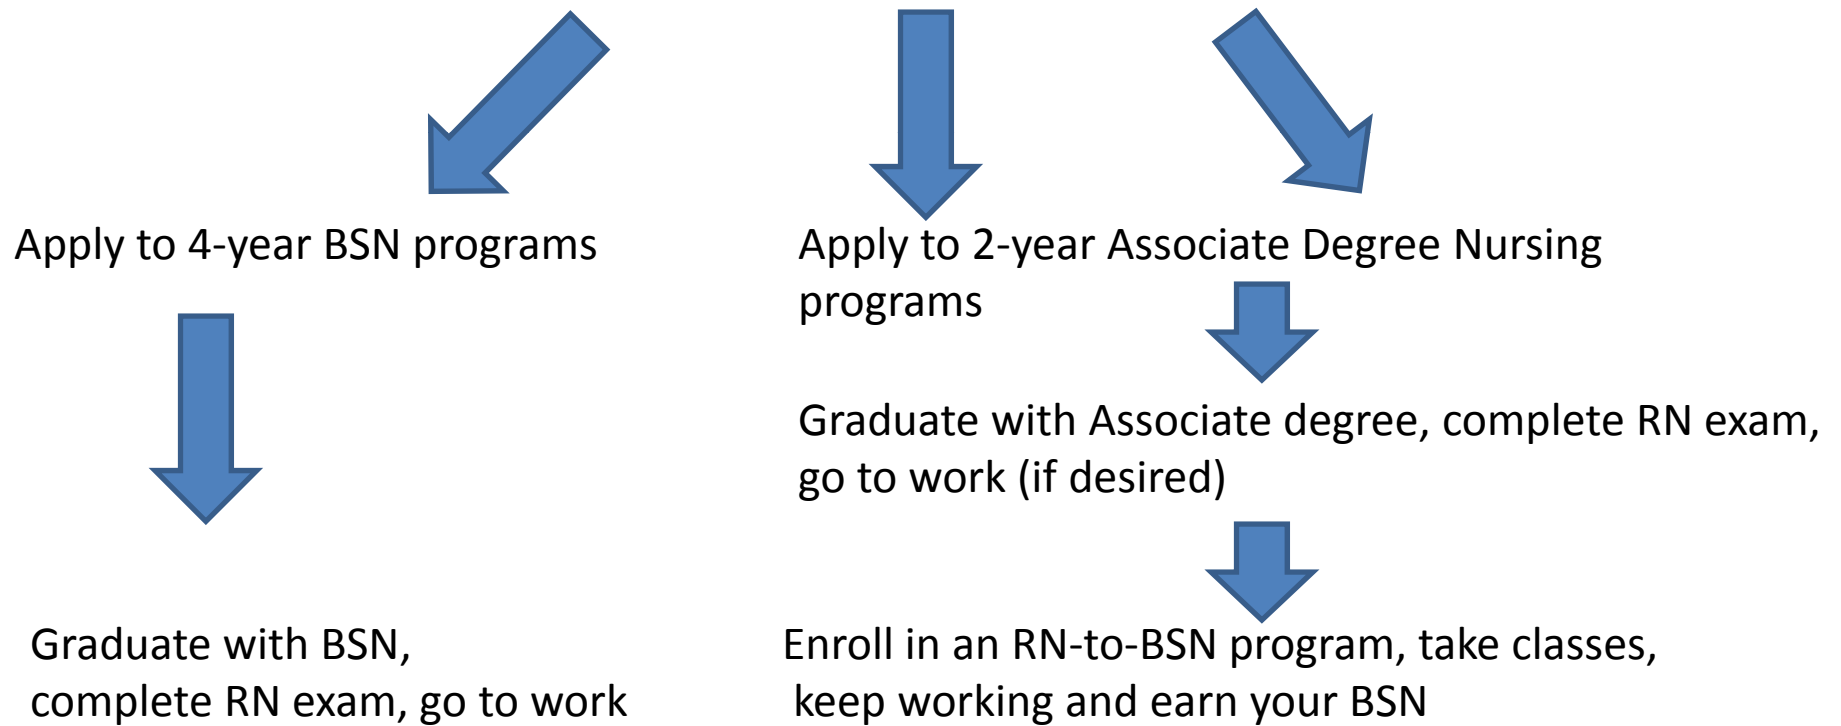 Apply to 4-year BSN programs
Apply to 2-year Associate Degree Nursing
programs
Graduate with Associate degree, complete RN exam,
go to work (if desired)
Graduate with BSN,
complete RN exam, go to work
Enroll in an RN-to-BSN program, take classes,
keep working and earn your BSN